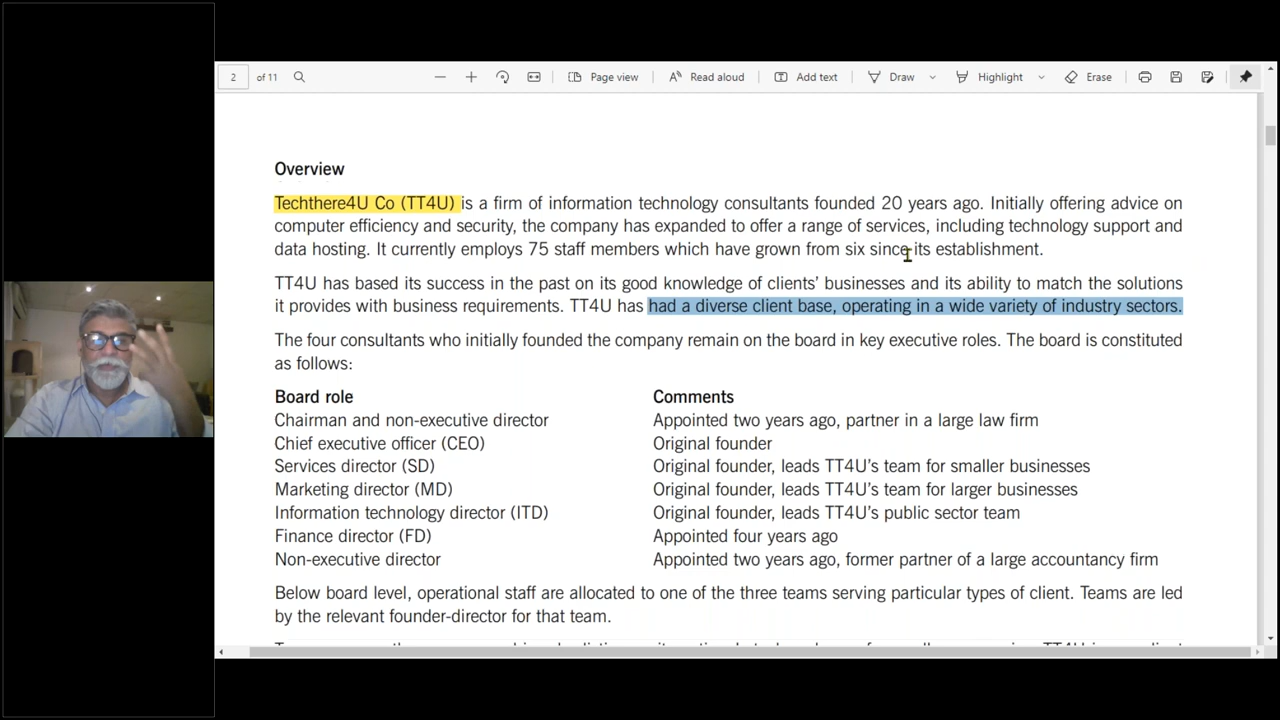 2 of 11 Page view Read aloud Add text Draw Highlight Erase
Overview
Techthere4U Co (TT4U) is a firm of information technology consultants founded 20 years ago. Initially offering advice on
computer efficiency and security, the company has expanded to offer a range of services, including technology support and
data hosting. It currently employs 75 staff members which have grown from six since its establishment.
TT4U has based its success in the past on its good knowledge of clients’ businesses and its ability to match the solutions
it provides with business requirements. TT4U has had a diverse client base, operating in a wide variety of industry sectors.
The four consultants who initially founded the company remain on the board in key executive roles. The board is constituted
as follows:
Board role Comments
Chairman and non-executive director Appointed two years ago, partner in a large law firm
Chief executive officer (CEO) Original founder
Services director (SD) Original founder, leads TT4U’s team for smaller businesses
Marketing director (MD) Original founder, leads TT4U’s team for larger businesses
Information technology director (ITD) Original founder, leads TT4U’s public sector team
Finance director (FD) Appointed four years ago
Non-executive director Appointed two years ago, former partner of a large accountancy firm
Below board level, operational staff are allocated to one of the three teams serving particular types of client. Teams are led
by the relevant founder-director for that team.